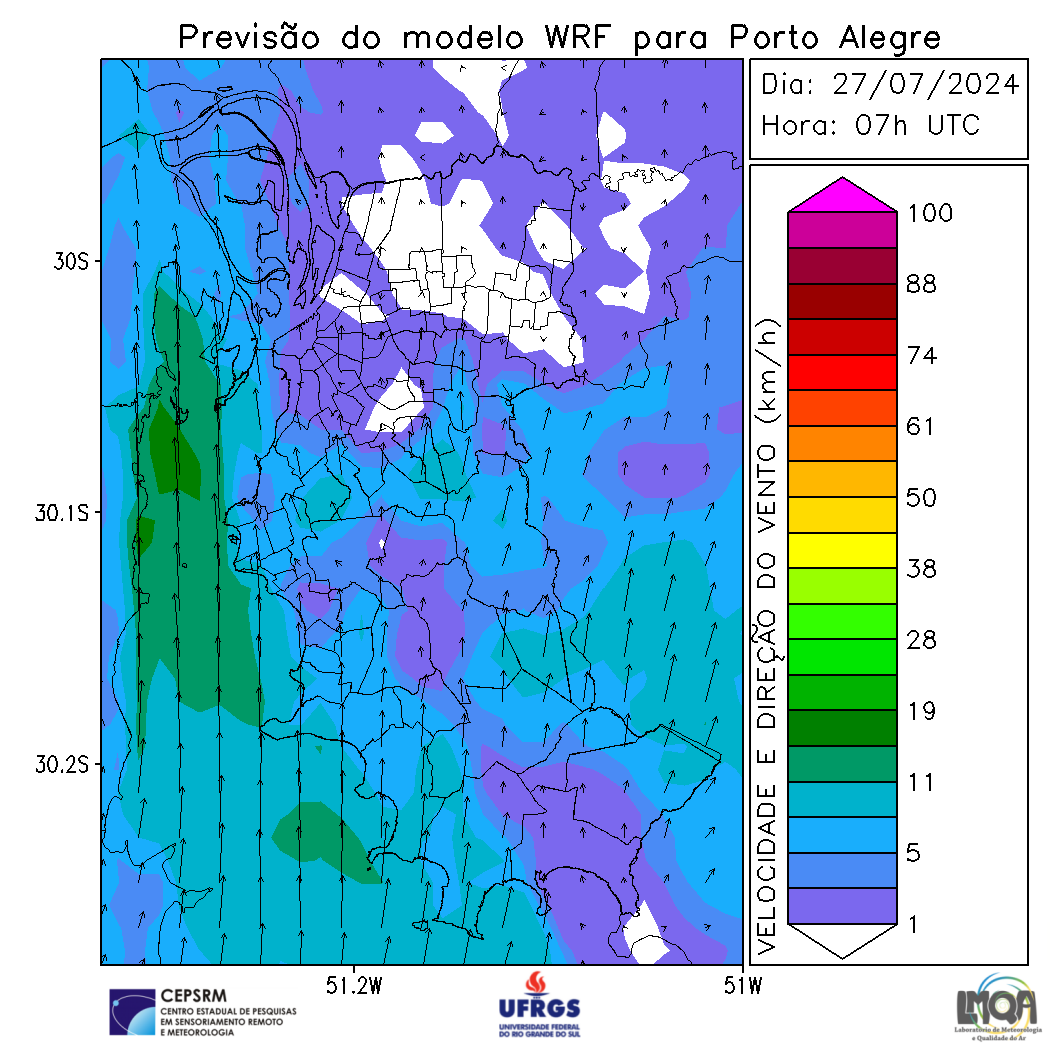 Previsão do modelo WRF para Porto Alegre
Dia: 27/07/2024
Hora: 07h UTC
30S
30.1S
30.2S
51.2W
51W
VELOCIDADE E DIREÇÃO DO VENTO (km/h)
100
88
74
61
50
38
28
19
11
5
1
CEPSRM
CENTRO ESTADUAL DE PESQUISAS
EM SENSORIAMENTO REMOTO
E METEOROLOGIA
UFRGS
UNIVERSIDADE FEDERAL
DO RIO GRANDE DO SUL
LMQA
Laboratório de Meteorologia
e Qualidade do Ar